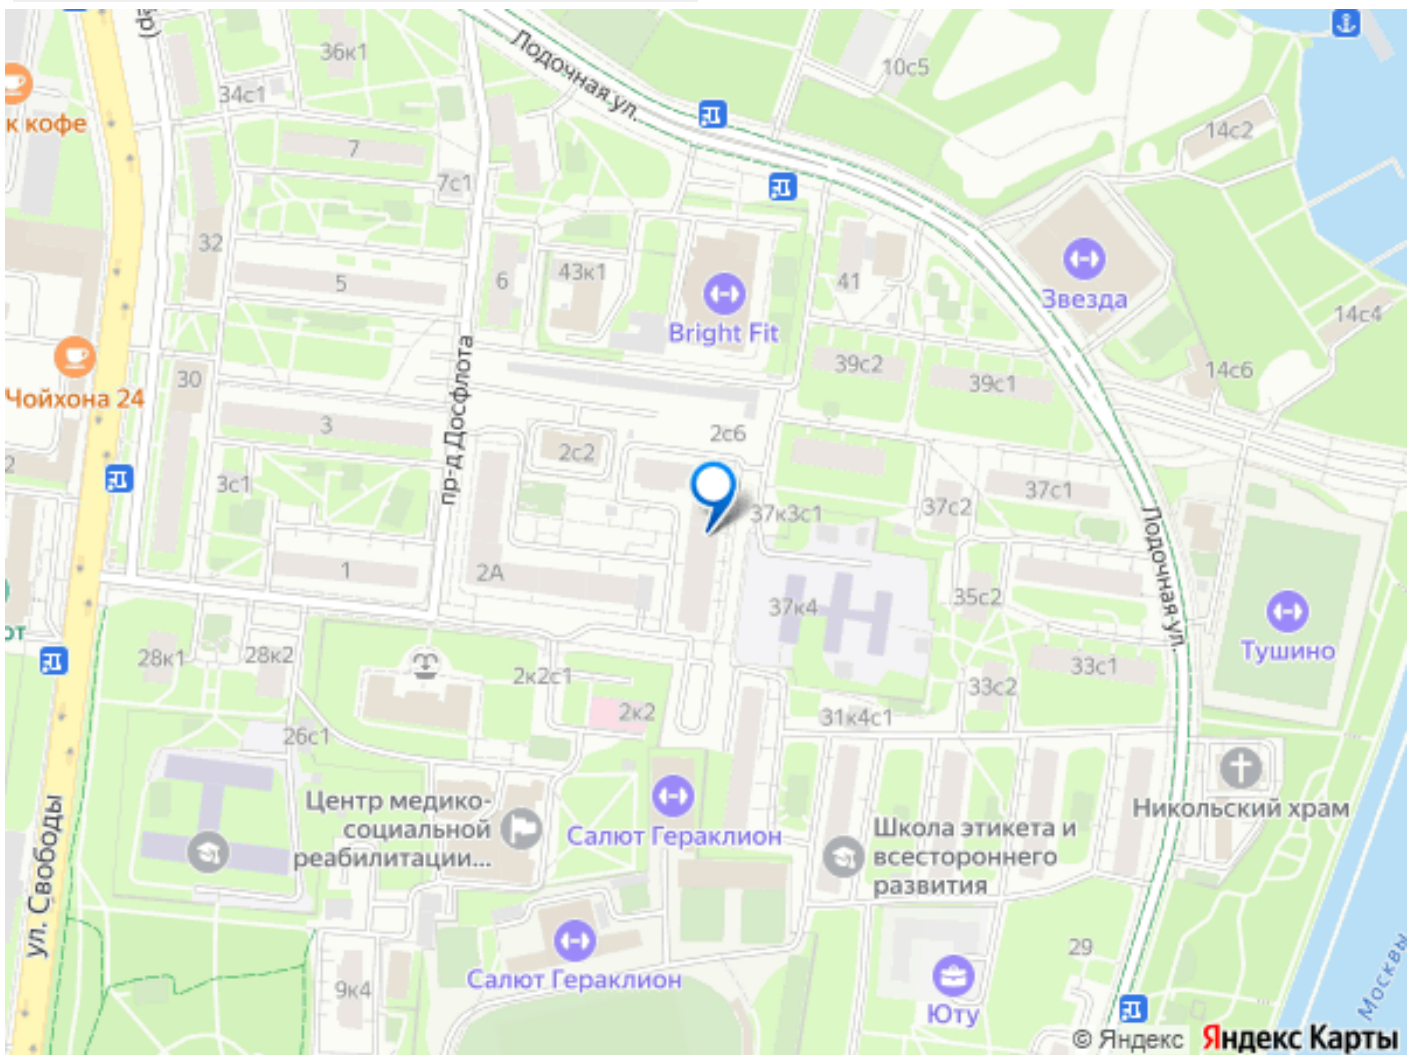 36к1
Лодочная ул.
10с5
34с1
к кофе
14с2
7
7с1
32
5
6
43к1
41
Звезда
Bright Fit
14с4
39с2
39с1
14с6
30
Чойхона 24
3
пр-д Досфлота
2с6
2с2
2
3с1
37с1
37к3с1
37с2
Лодочная ул.
1
2А
37к4
35с2
Тушино
28к1
28к2
2к2с1
33с1
33с2
2к2
31к4с1
26с1
Центр медико-
социальной
реабилитации...
Салют Гераклион
Школа этикета и
всестороннего
развития
Никольский храм
ул. Свободы
Салют Гераклион
29
9к4
Юту
Москвы
© Яндекс Яндекс Карты